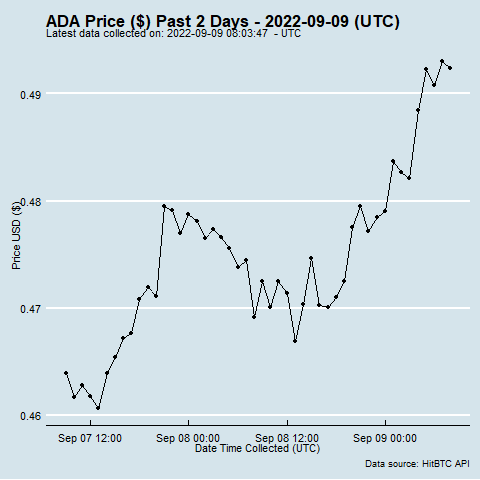 ADA Price ($) Past 2 Days - 2022-09-09 (UTC)
Latest data collected on: 2022-09-09 08:03:47 - UTC
Price USD ($)
0.49
0.48
0.47
0.46
Sep 07 12:00
Sep 08 00:00
Sep 08 12:00
Sep 09 00:00
Date Time Collected (UTC)
Data source: HitBTC API